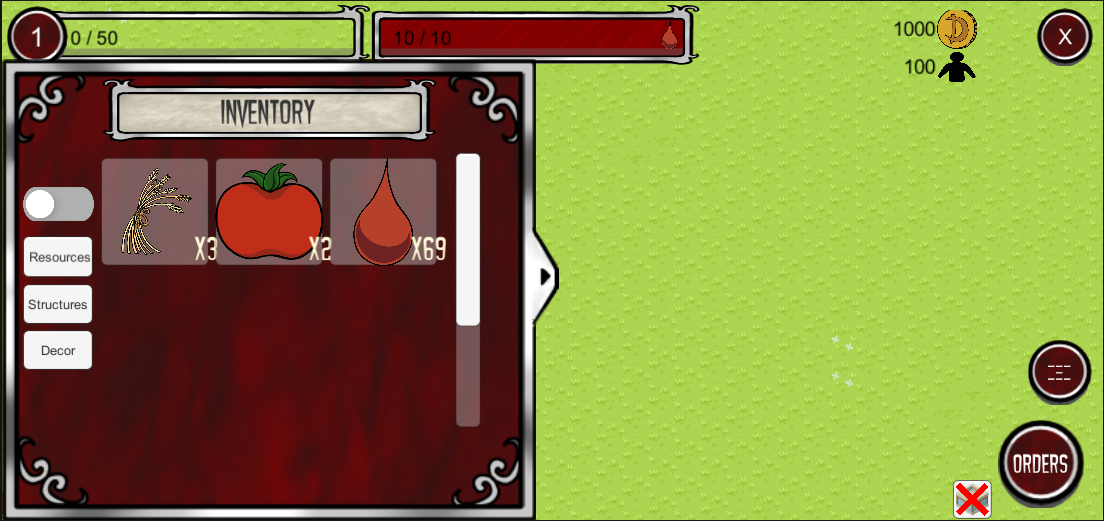 1
0 / 50
10 / 10
1000
X
100
INVENTORY
X3
X2
X69
Resources
Structures
Decor
ORDERS